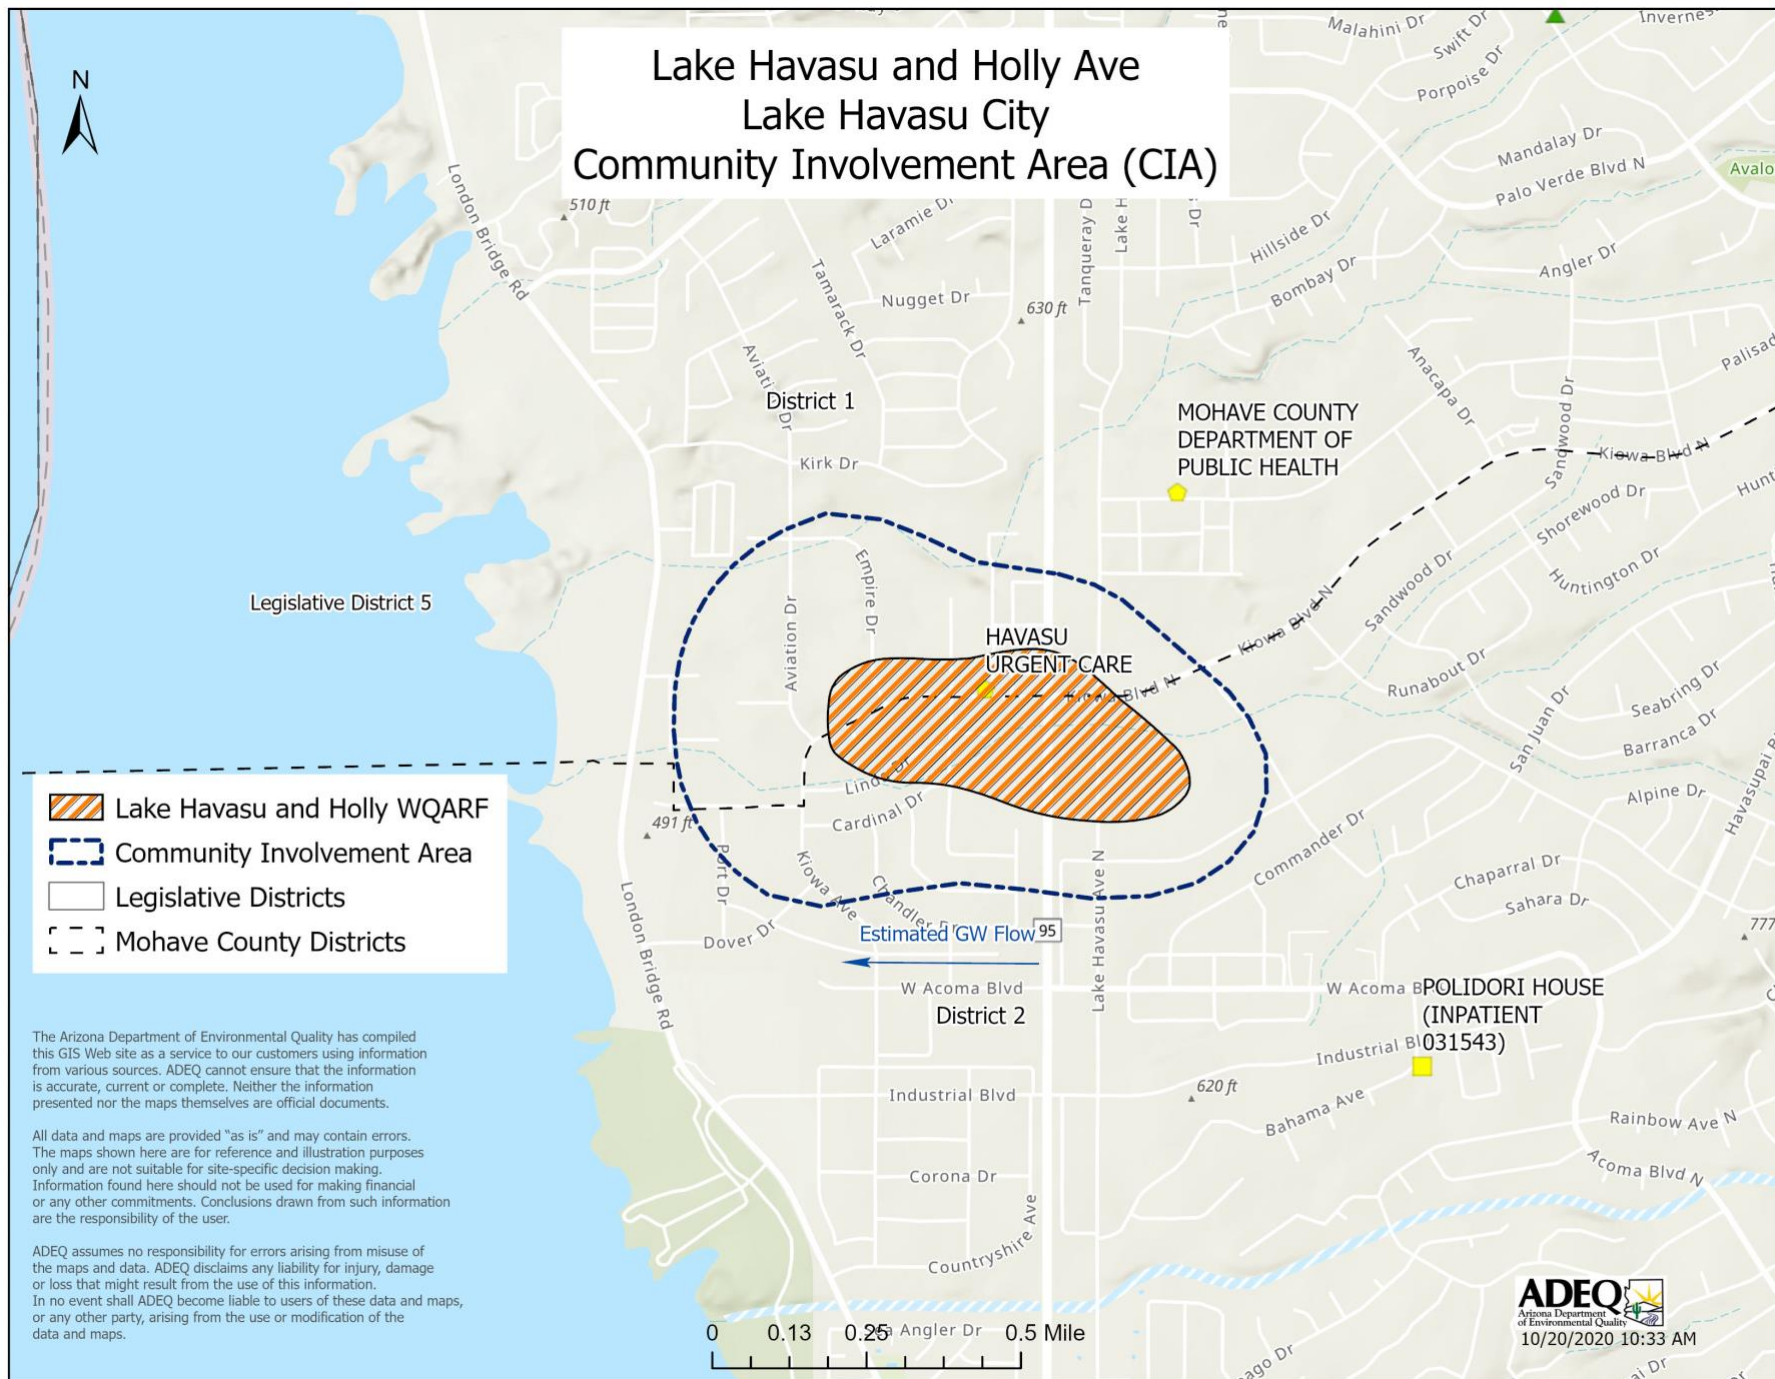 Lake Havasu and Holly Ave
Lake Havasu City
Community Involvement Area (CIA)
N
Malahini Dr
Swift Dr
Porpoise Dr
Mandalay Dr
Palo Verde Blvd N
London Bridge Rd
510 ft
Laramie
Tamarack Dr
Nugget Dr
630 ft
Hillside Dr
Bombay Dr
Angler Dr
Anacapa Dr
Sandwood Dr
Kirk Dr
District 1
MOHAVE COUNTY
DEPARTMENT OF
PUBLIC HEALTH
Kiowa Blvd N
Shorewood Dr
Huntington Dr
Sandwood Dr
Empire Dr
Aviation Dr
Legislative District 5
HAVASU
URGENT CARE
Kiowa Blvd N
Kiowa Blvd N
Runabout Dr
Seabring Dr
San Juan Dr
Barranca Dr
Alpine Dr
Cardinal Dr
491 ft
Port Dr
Kiowa Ave
Dover Dr
Commander Dr
Chaparral Dr
Sahara Dr
Lake Havasu Ave N
Estimated GW Flow
95
W Acoma Blvd
District 2
W Acoma
POLIDORI HOUSE
(INPATIENT
031543)
London Bridge Rd
Industrial Blvd
Industrial
620 ft
Bahama Ave
Rainbow Ave N
Acoma Blvd N
Corona Dr
Countryshire Ave
Angler Dr
Lake Havasu and Holly WQARF
Community Involvement Area
Legislative Districts
Mohave County Districts
The Arizona Department of Environmental Quality has compiled
this GIS Web site as a service to our customers using information
from various sources. ADEQ cannot ensure that the information
is accurate, current or complete. Neither the information
presented nor the maps themselves are official documents.
All data and maps are provided “as is” and may contain errors.
The maps shown here are for reference and illustration purposes
only and are not suitable for site-specific decision making.
Information found here should not be used for making financial
or any other commitments. Conclusions drawn from such information
are the responsibility of the user.
ADEQ assumes no responsibility for errors arising from misuse of
the maps and data. ADEQ disclaims any liability for injury, damage
or loss that might result from the use of this information.
In no event shall ADEQ become liable to users of these data and maps,
or any other party, arising from the use or modification of the
data and maps.
0 0.13 0.25 0.5 Mile
ADEQ
Arizona Department
of Environmental Quality
10/20/2020 10:33 AM